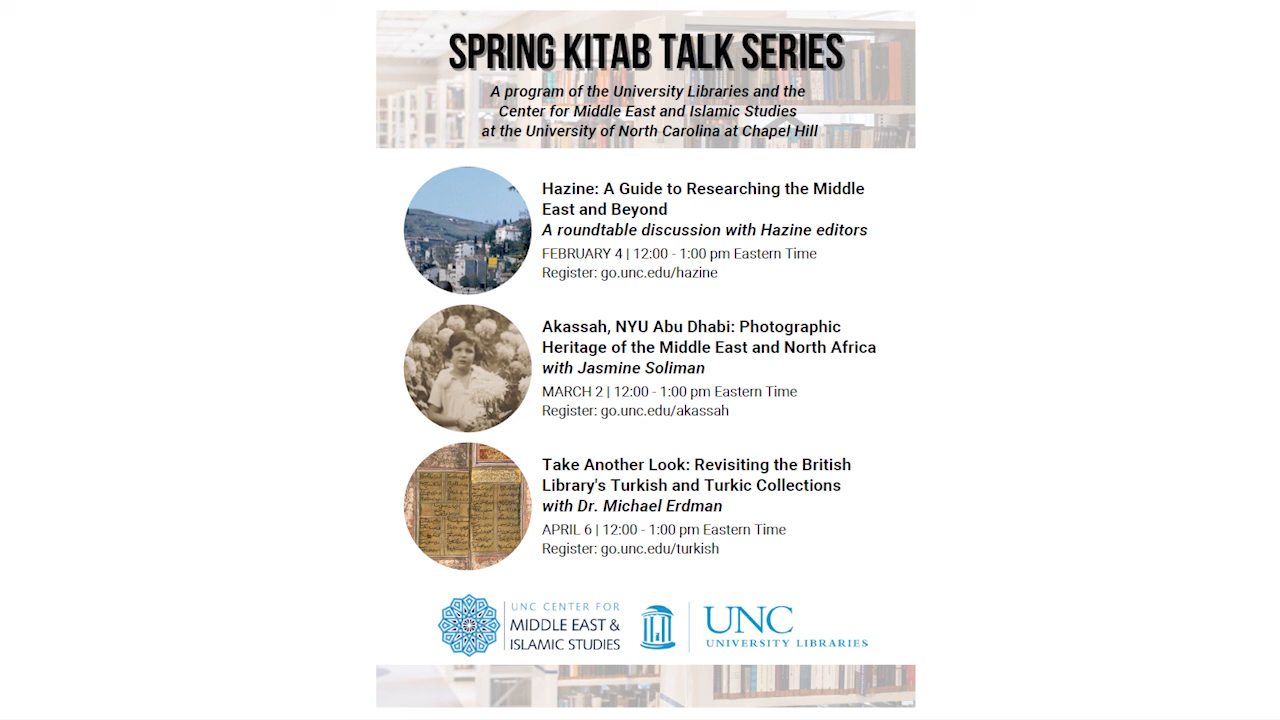 SPRING KITAB TALK SERIES
A program of the University Libraries and the
Center for Middle East and Islamic Studies
at the University of North Carolina at Chapel Hill
Hazine: A Guide to Researching the Middle
East and Beyond
A roundtable discussion with Hazine editors
FEBRUARY 4 | 12:00 - 1:00 pm Eastern Time
Register: go.unc.edu/hazine
Akassah, NYU Abu Dhabi: Photographic
Heritage of the Middle East and North Africa
with Jasmine Soliman
MARCH 2 | 12:00 - 1:00 pm Eastern Time
Register: go.unc.edu/akassah
Take Another Look: Revisiting the British
Library's Turkish and Turkic Collections
with Dr. Michael Erdman
APRIL 6 | 12:00 - 1:00 pm Eastern Time
Register: go.unc.edu/turkish
UNC CENTER FOR
MIDDLE EAST &
ISLAMIC STUDIES
UNC
UNIVERSITY LIBRARIES